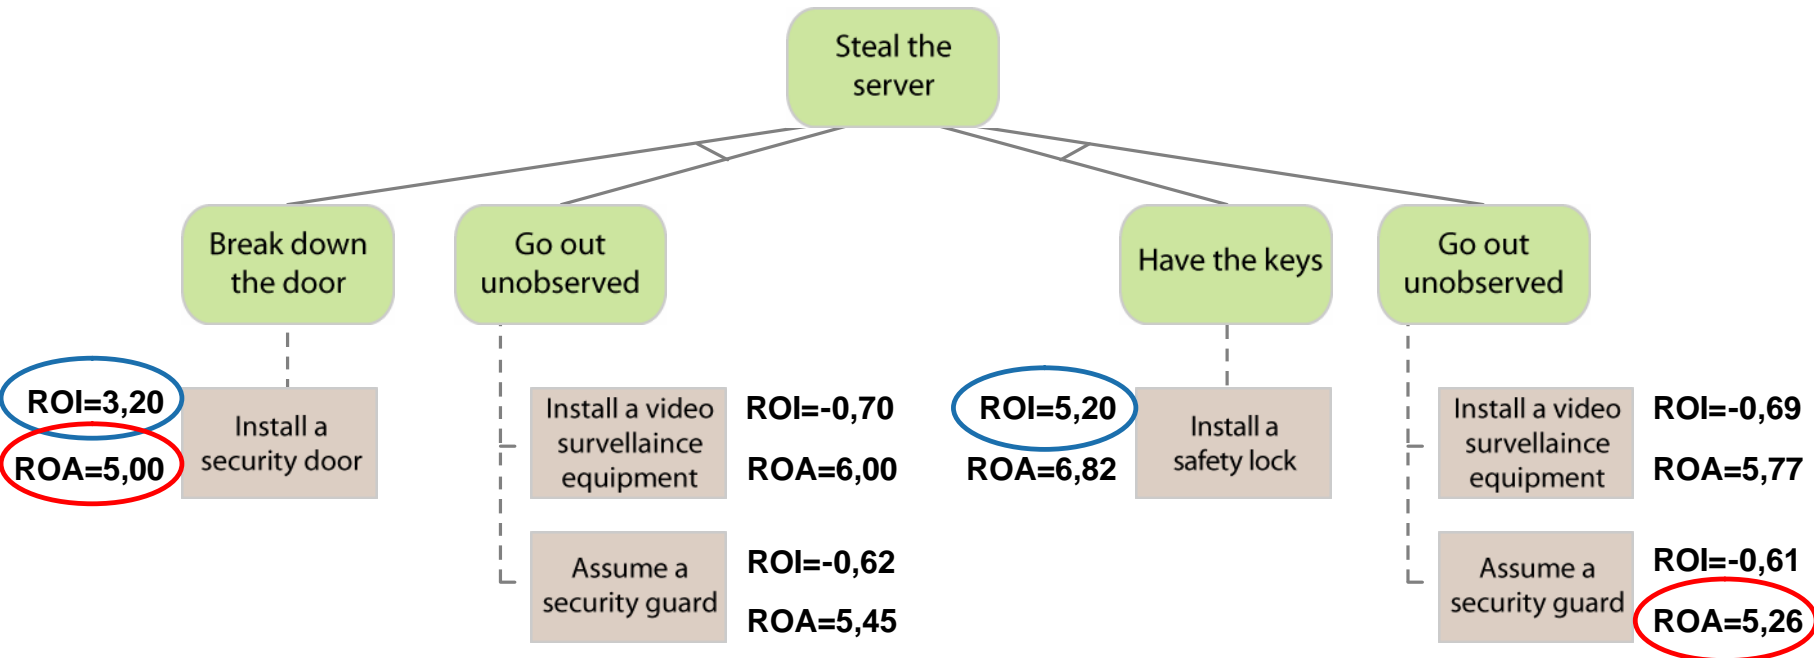 Steal the
server
Break down
the door
Go out
unobserved
Have the keys
Go out
unobserved
ROI=3,20
ROA=5,00
Install a
security door
Install a video
survellaince
equipment
ROI=-0,70
ROA=6,00
ROI=5,20
ROA=6,82
Install a
safety lock
Install a video
survellaince
equipment
ROI=-0,69
ROA=5,77
Assume a
security guard
ROI=-0,62
ROA=5,45
Assume a
security guard
ROI=-0,61
ROA=5,26